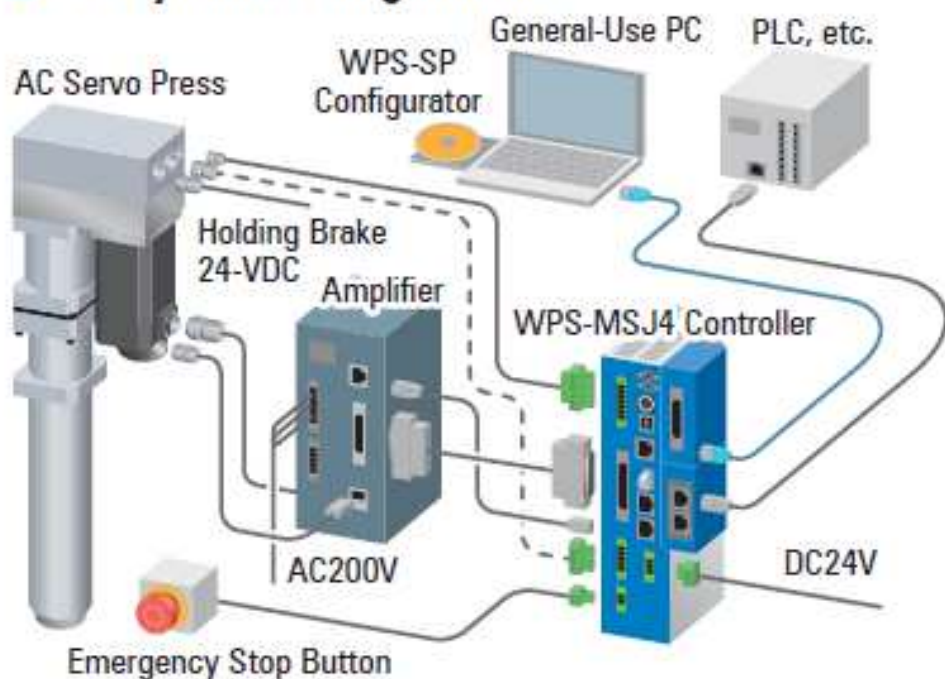 General-Use PC
PLC, etc.
WPS-SP
Configurator
AC Servo Press
Holding Brake
24-VDC
Amplifier
WPS-MSJ4 Controller
AC200V
DC24V
Emergency Stop Button